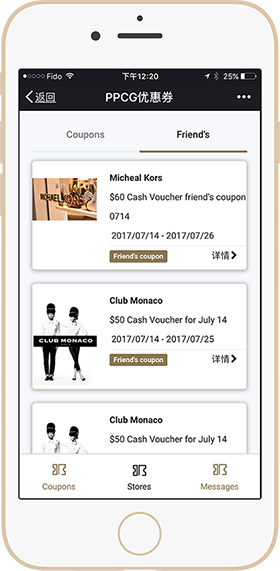 Fido 下午12:20 25%
返回 PPCG优惠券
Coupons Friend's
MICHAEL KORS
Micheal Kors
$60 Cash Voucher friend's coupon
0714
2017/07/14 - 2017/07/26
Friend's coupon 详情
Club Monaco
$50 Cash Voucher for July 14
CLUB MONACO
2017/07/14 - 2017/07/25
Friend's coupon 详情
Club Monaco
$50 Cash Voucher for July 14
Coupons Stores Messages